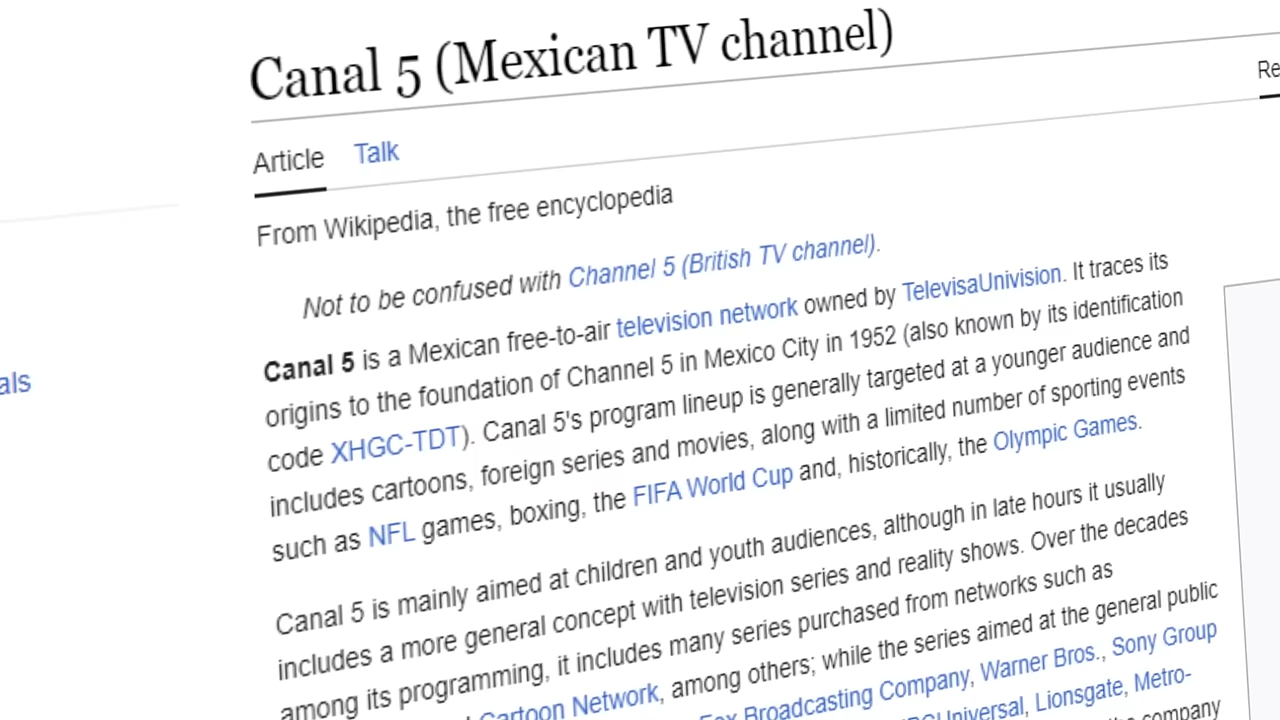 Canal 5 (Mexican TV channel)
Re
Article Talk
From Wikipedia, the free encyclopedia
Not to be confused with Channel 5 (British TV channel).
Canal 5 is a Mexican free-to-air television network owned by TelevisaUnivision. It traces its
origins to the foundation of Channel 5 in Mexico City in 1952 (also known by its identification
code XHGC-TDT). Canal 5's program lineup is generally targeted at a younger audience and
includes cartoons, foreign series and movies, along with a limited number of sporting events
such as NFL games, boxing, the FIFA World Cup and, historically, the Olympic Games.
als
Canal 5 is mainly aimed at children and youth audiences, although in late hours it usually
includes a more general concept with television series and reality shows. Over the decades
among its programming, it includes many series purchased from networks such as
Cartoon Network, among others; while the series aimed at the general public
Fox Broadcasting Company, Warner Bros., Sony Group
Universal, Lionsgate, Metro-
the company